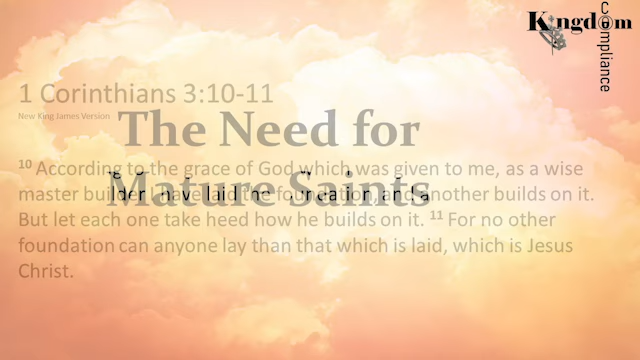 Kingdom
Compliance
1 Corinthians 3:10-11
New King James Version
The Need for
Mature Saints
10 According to the grace of God which was given to me, as a wise
master builder I have laid the foundation, and another builds on it.
But let each one take heed how he builds on it. 11 For no other
foundation can anyone lay than that which is laid, which is Jesus
Christ.